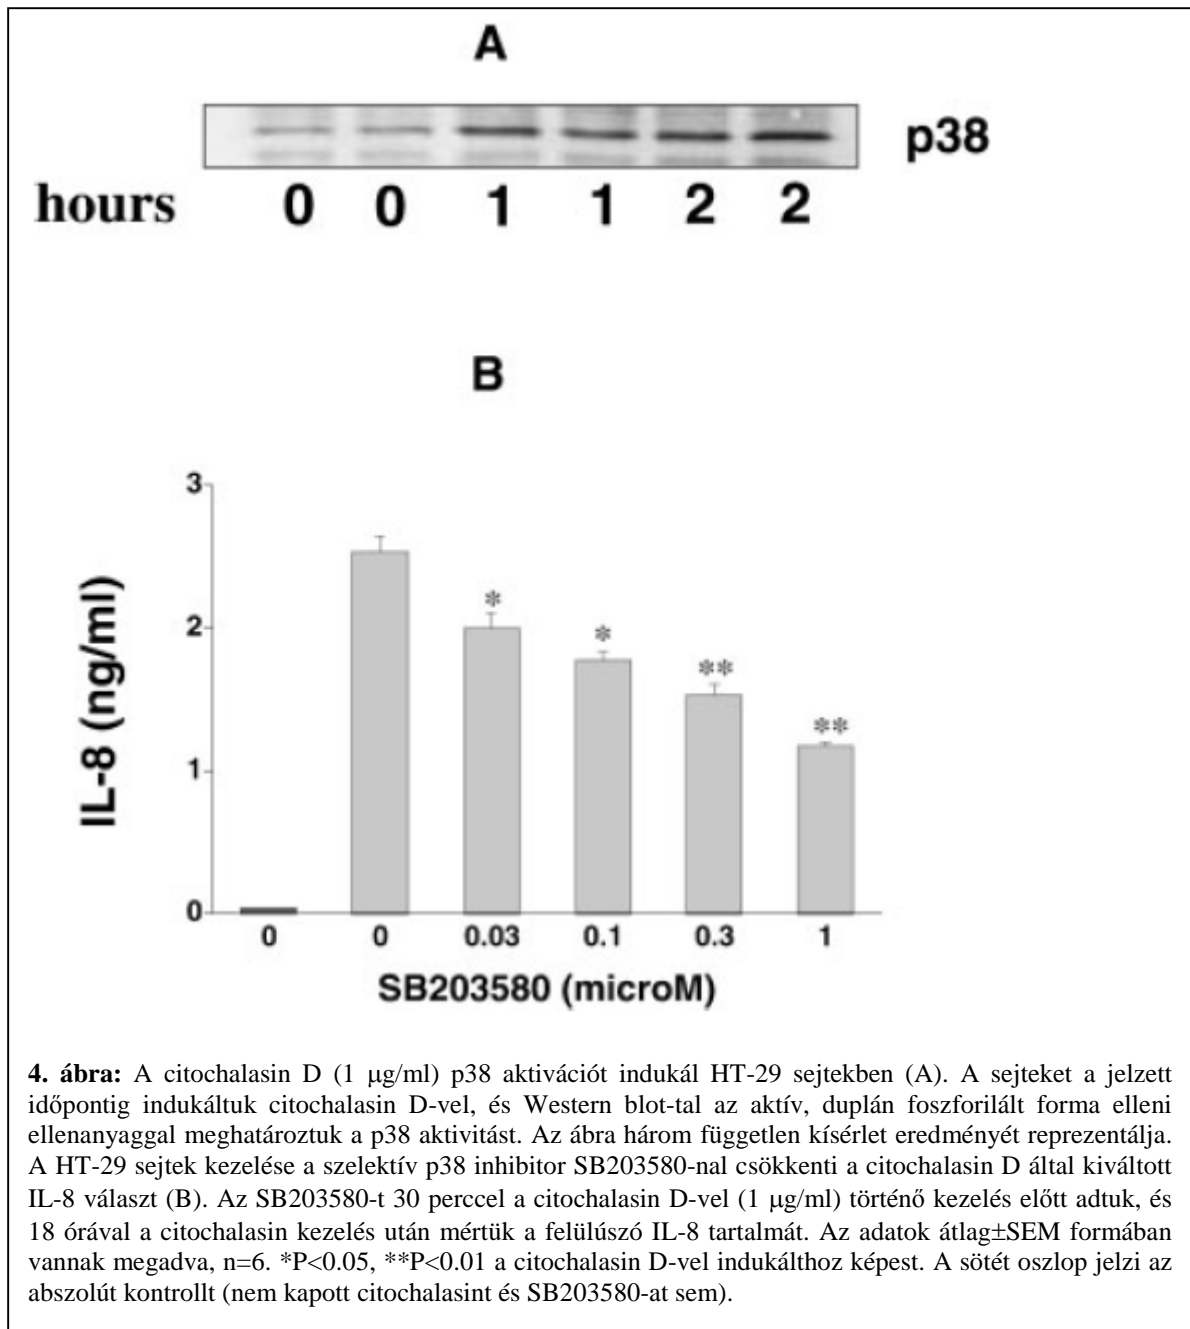 A
p38
hours 0 0 1 1 2 2
B
3
2
1
0
IL-8 (ng/ml)
*
*
**
**
0 0 0.03 0.1 0.3 1
SB203580 (microM)
4. ábra: A citochalasin D (1 μg/ml) p38 aktivációt indukál HT-29 sejtekben (A). A sejteket a jelzett
időpontig indukáltuk citochalasin D-vel, és Western blot-tal az aktív, duplán foszforilált forma elleni
ellenanyaggal meghatároztuk a p38 aktivitást. Az ábra három független kísérlet eredményét reprezentálja.
A HT-29 sejtek kezelése a szelektív p38 inhibitor SB203580-nal csökkenti a citochalasin D által kiváltott
IL-8 választ (B). Az SB203580-t 30 perccel a citochalasin D-vel (1 μg/ml) történő kezelés előtt adtuk, és
18 órával a citochalasin kezelés után mértük a felülúszó IL-8 tartalmát. Az adatok átlag±SEM formában
vannak megadva, n=6. *P<0.05, **P<0.01 a citochalasin D-vel indukálthoz képest. A sötét oszlop jelzi az
abszolút kontrollt (nem kapott citochalasint és SB203580-at sem).